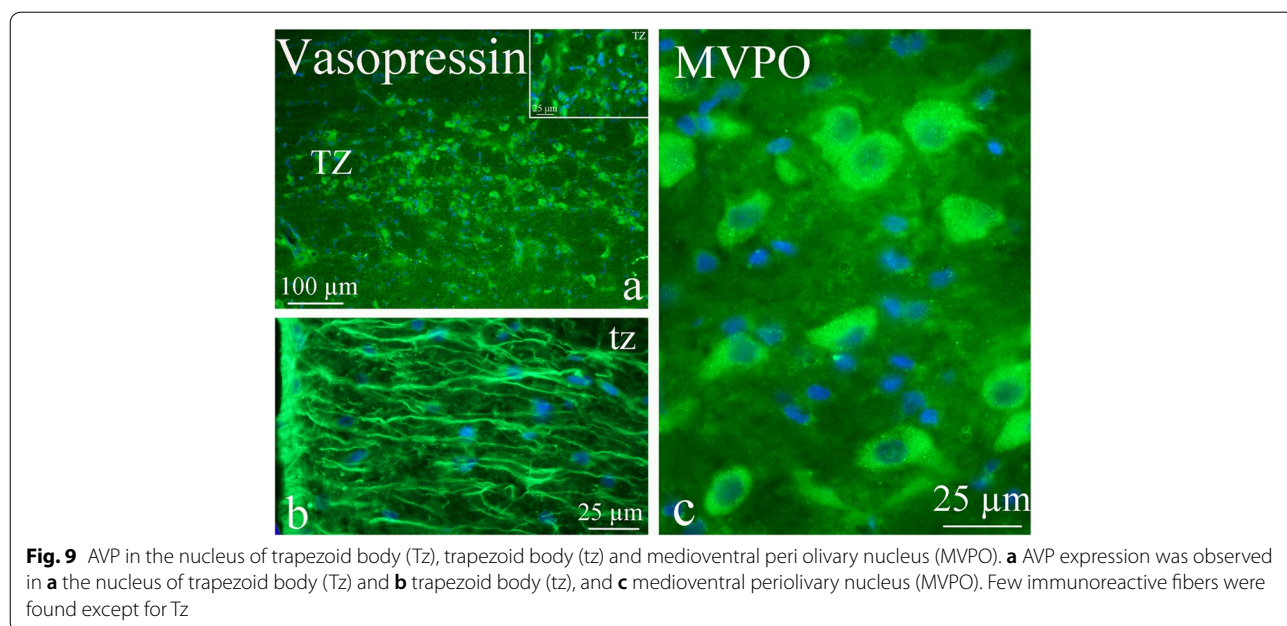 Vasopressin
TZ
25 µm
TZ
100 µm
a
tz
b
25 µm
MVPO
c
25 µm
Fig. 9 AVP in the nucleus of trapezoid body (Tz), trapezoid body (tz) and medioventral peri olivary nucleus (MVPO). a AVP expression was observed
in a the nucleus of trapezoid body (Tz) and b trapezoid body (tz), and c medioventral periolivary nucleus (MVPO). Few immunoreactive fibers were
found except for Tz